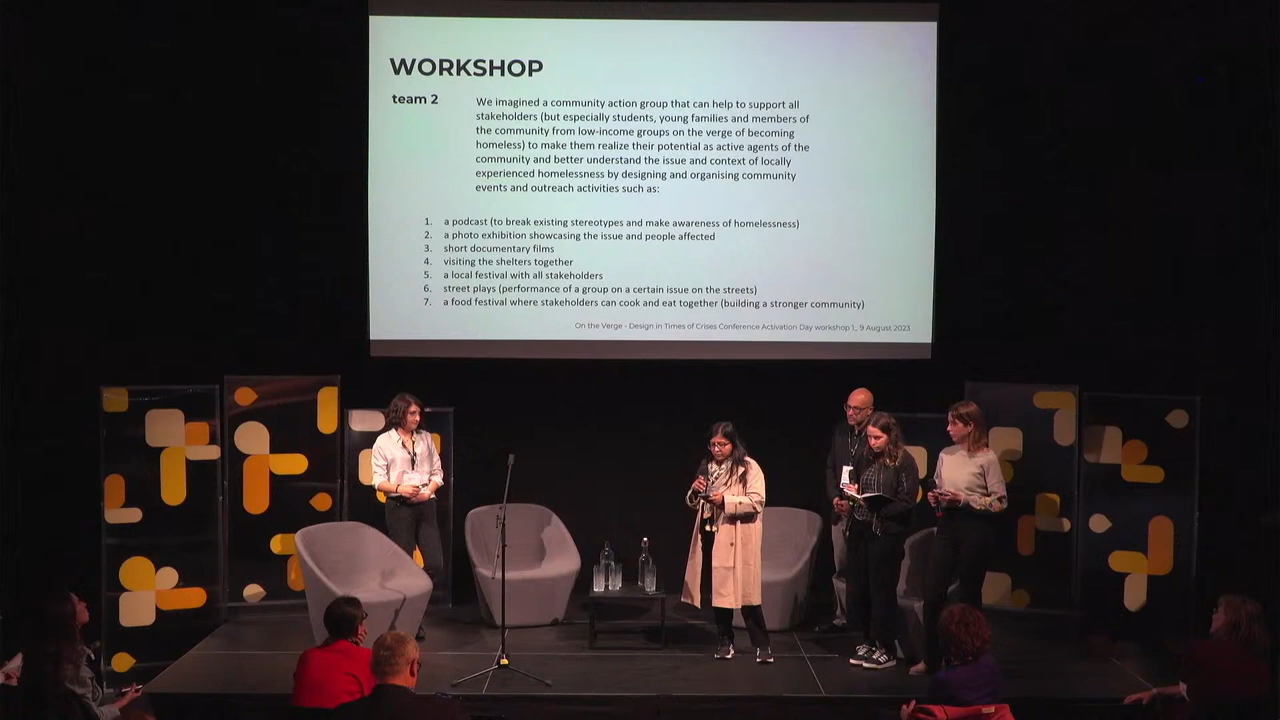 WORKSHOP
team 2
We imagined a community action group that can help to support all
stakeholders (but especially students, young families and members of
the community from low-income groups on the verge of becoming
homeless) to make them realize their potential as active agents of the
community and better understand the issue and context of locally
experienced homelessness by designing and organising community
events and outreach activities such as:
1. a podcast (to break existing stereotypes and make awareness of homelessness)
2. a photo exhibition showcasing the issue and people affected
3. short documentary films
4. visiting the shelters together
5. a local festival with all stakeholders
6. street plays (performance of a group on a certain issue on the streets)
7. a food festival where stakeholders can cook and eat together (building a stronger community)
On the Verge - Design in Times of Crises Conference Activation Day workshop 1_ 9 August 2023